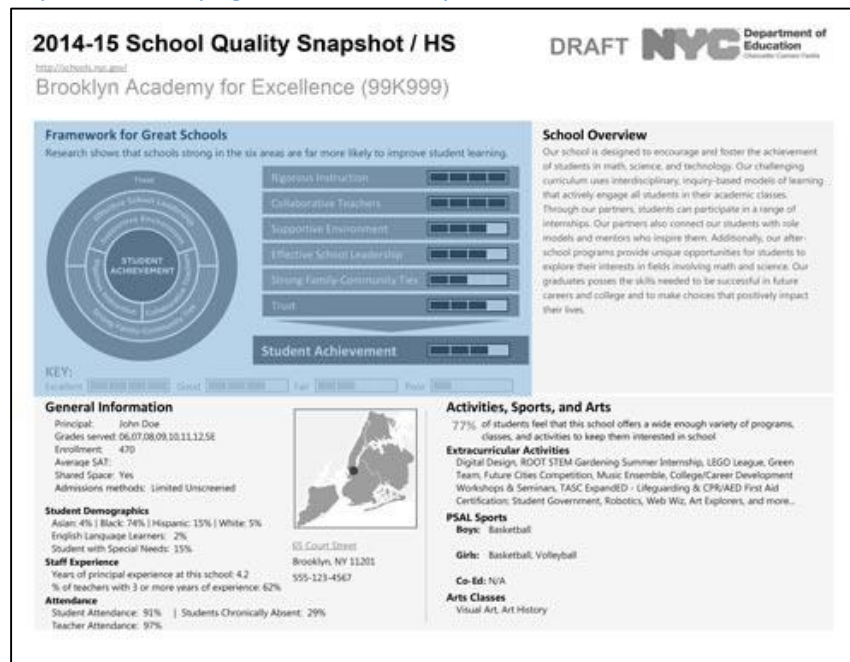 2014-15 School Quality Snapshot / HS
DRAFT NYC Department of
Education
http://schools.nyc.gov/
Brooklyn Academy for Excellence (99K999)
Framework for Great Schools
Research shows that schools strong in the six areas are far more likely to improve student learning.
Trust
Effective School Leadership
Supportive Environment
STUDENT
ACHIEVEMENT
Rigorous Instruction
Collaborative Teachers
Strong Family-Community Ties
Rigorous Instruction
Collaborative Teachers
Supportive Environment
Effective School Leadership
Strong Family-Community Ties
Trust
Student Achievement
KEY:
Excellent Good Fair Poor
School Overview
Our school is designed to encourage and foster the achievement
of students in math, science, and technology. Our challenging
curriculum uses interdisciplinary, inquiry-based models of learning
that actively engage all students in their academic classes.
Through our partners, students can participate in a range of
internships. Our partners also connect our students with role
models and mentors who inspire them. Additionally, our after-
school programs provide unique opportunities for students to
explore their interests in fields involving math and science. Our
graduates posses the skills needed to be successful in future
careers and college and to make choices that positively impact
their lives.
General Information
Principal: John Doe
Grades served: 06,07,08,09,10,11,12,SE
Enrollment: 470
Average SAT:
Shared Space: Yes
Admissions methods: Limited Unscreened
Student Demographics
Asian: 4% | Black: 74% | Hispanic: 15% | White: 5%
English Language Learners: 2%
Student with Special Needs: 15%
Staff Experience
Years of principal experience at this school: 4.2
% of teachers with 3 or more years of experience: 62%
Attendance
Student Attendance: 91% | Students Chronically Absent: 29%
Teacher Attendance: 97%
65 Court Street
Brooklyn, NY 11201
555-123-4567
Activities, Sports, and Arts
77% of students feel that this school offers a wide enough variety of programs,
classes, and activities to keep them interested in school
Extracurricular Activities
Digital Design, ROOT STEM Gardening Summer Internship, LEGO League, Green
Team, Future Cities Competition, Music Ensemble, College/Career Development
Workshops & Seminars, TASC ExpandED - Lifeguarding & CPR/AED First Aid
Certification; Student Government, Robotics, Web Wiz, Art Explorers, and more...
PSAL Sports
Boys: Basketball
Girls: Basketball, Volleyball
Co-Ed: N/A
Arts Classes
Visual Art, Art History